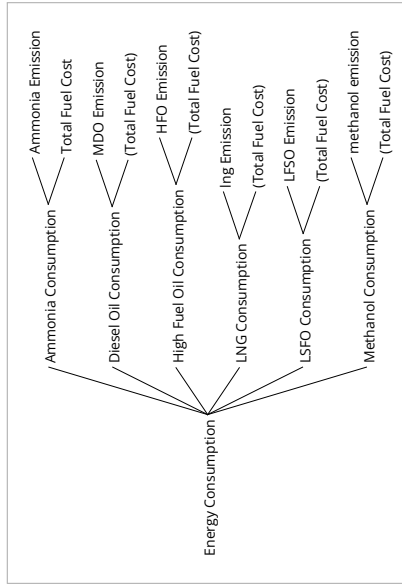 Energy Consumption
Ammonia Consumption
Ammonia Emission
Total Fuel Cost
Diesel Oil Consumption
MDO Emission
(Total Fuel Cost)
High Fuel Oil Consumption
HFO Emission
(Total Fuel Cost)
LNG Consumption
lng Emission
(Total Fuel Cost)
LSFO Consumption
LFSO Emission
(Total Fuel Cost)
Methanol Consumption
methanol emission
(Total Fuel Cost)